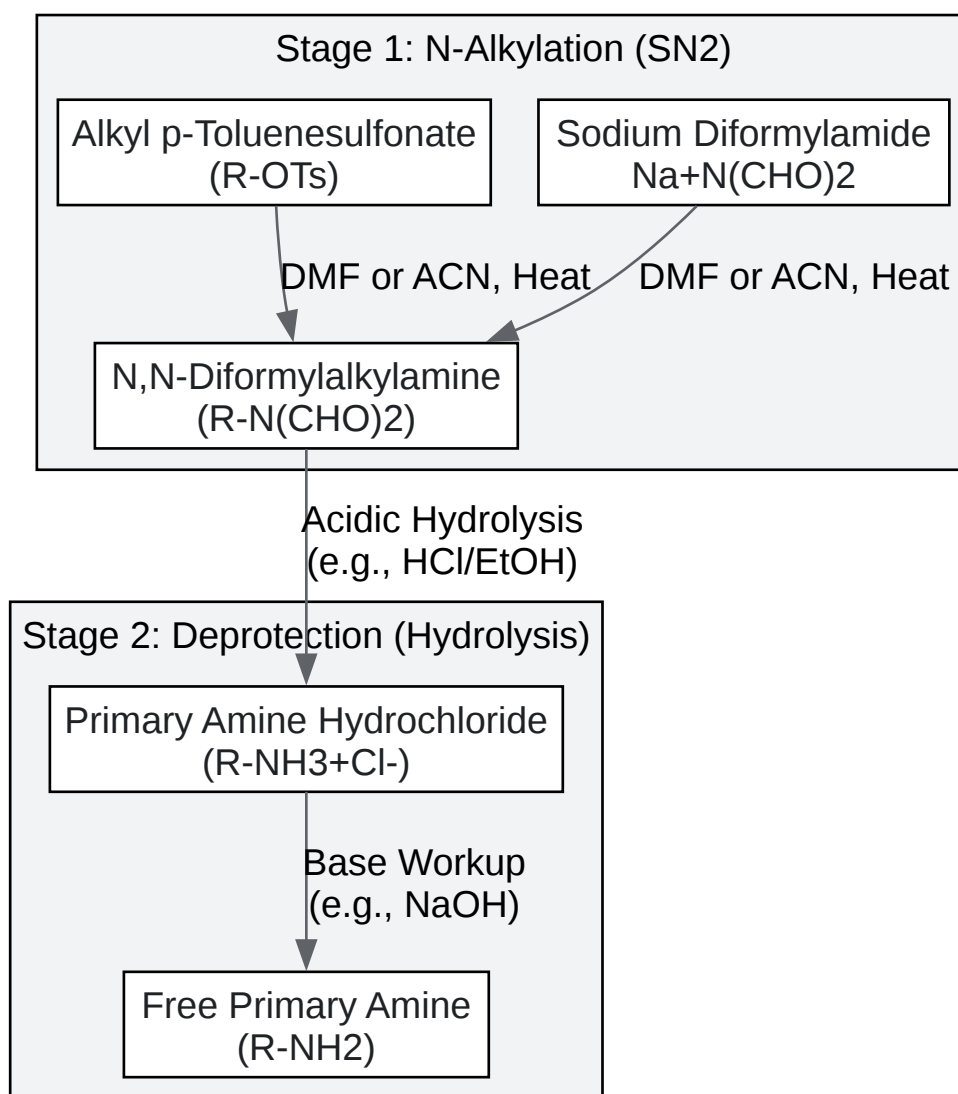 Stage 1: N-Alkylation (SN2)
Alkyl p-Toluenesulfonate
(R-OTs)
Sodium Diformylamide
Na+N(CHO)2
DMF or ACN, Heat
DMF or ACN, Heat
N,N-Diformylalkylamine
(R-N(CHO)2)
Acidic Hydrolysis
(e.g., HCl/EtOH)
Stage 2: Deprotection (Hydrolysis)
Primary Amine Hydrochloride
(R-NH3+Cl-)
Base Workup
(e.g., NaOH)
Free Primary Amine
(R-NH2)